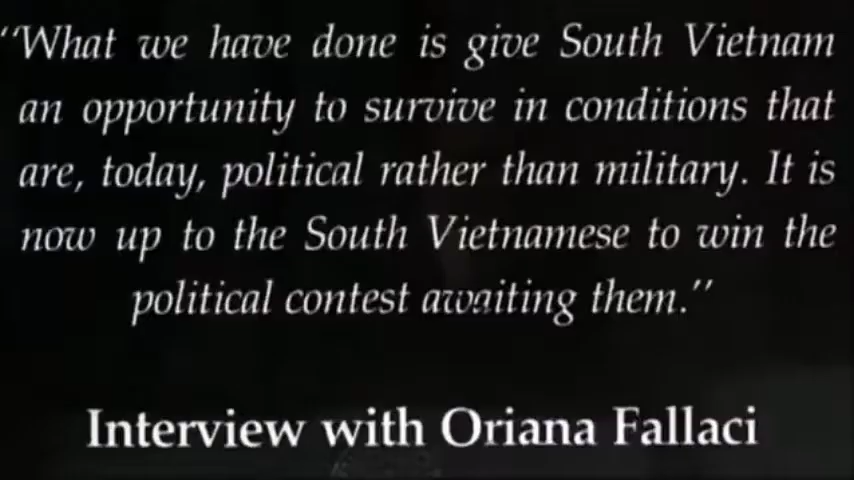 “What we have done is give South Vietnam
an opportunity to survive in conditions that
are, today, political rather than military. It is
now up to the South Vietnamese to win the
political contest awaiting them.”
Interview with Oriana Fallaci